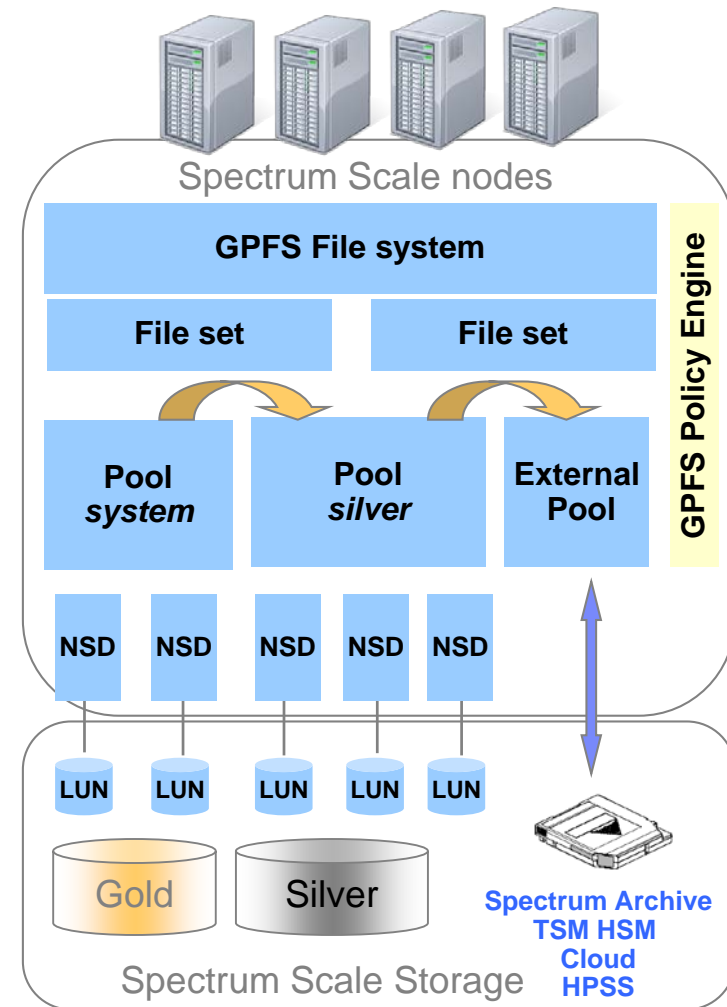 Spectrum Scale nodes
GPFS File system
GPFS Policy Engine
File set
File set
Pool
system
Pool
silver
External
Pool
NSD
NSD
NSD
NSD
NSD
LUN
LUN
LUN
LUN
LUN
Gold
Silver
Spectrum Archive
TSM HSM
Cloud
HPSS
Spectrum Scale Storage